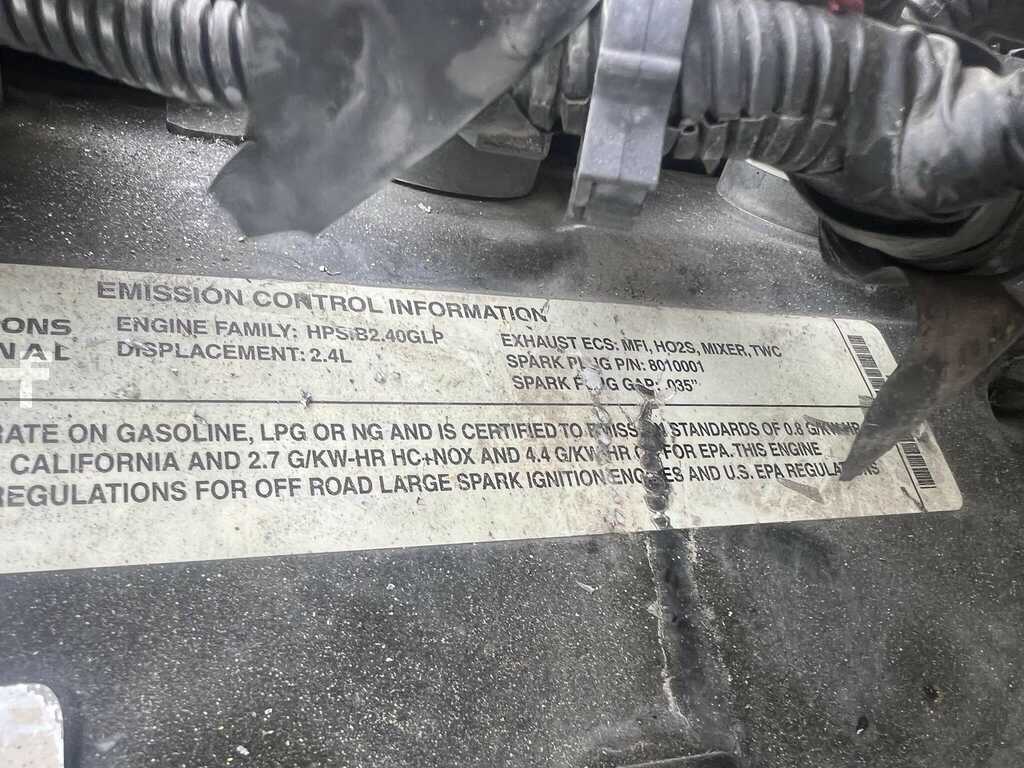 EMISSION CONTROL INFORMATION
ONS
NAL
ENGINE FAMILY: HPSIB2.40GLP
DISPLACEMENT: 2.4L
EXHAUST ECS: MFI, HO2S, MIXER, TWC
SPARK PLUG P/N: 8010001
SPARK PLUG GAP: .035"
RATE ON GASOLINE, LPG OR NG AND IS CERTIFIED TO EMISSION STANDARDS OF 0.8 G/KW-HR
CALIFORNIA AND 2.7 G/KW-HR HC+NOX AND 4.4 G/KW-HR CO FOR EPA. THIS ENGINE
REGULATIONS FOR OFF ROAD LARGE SPARK IGNITION ENGINES AND U.S. EPA REGULATIONS